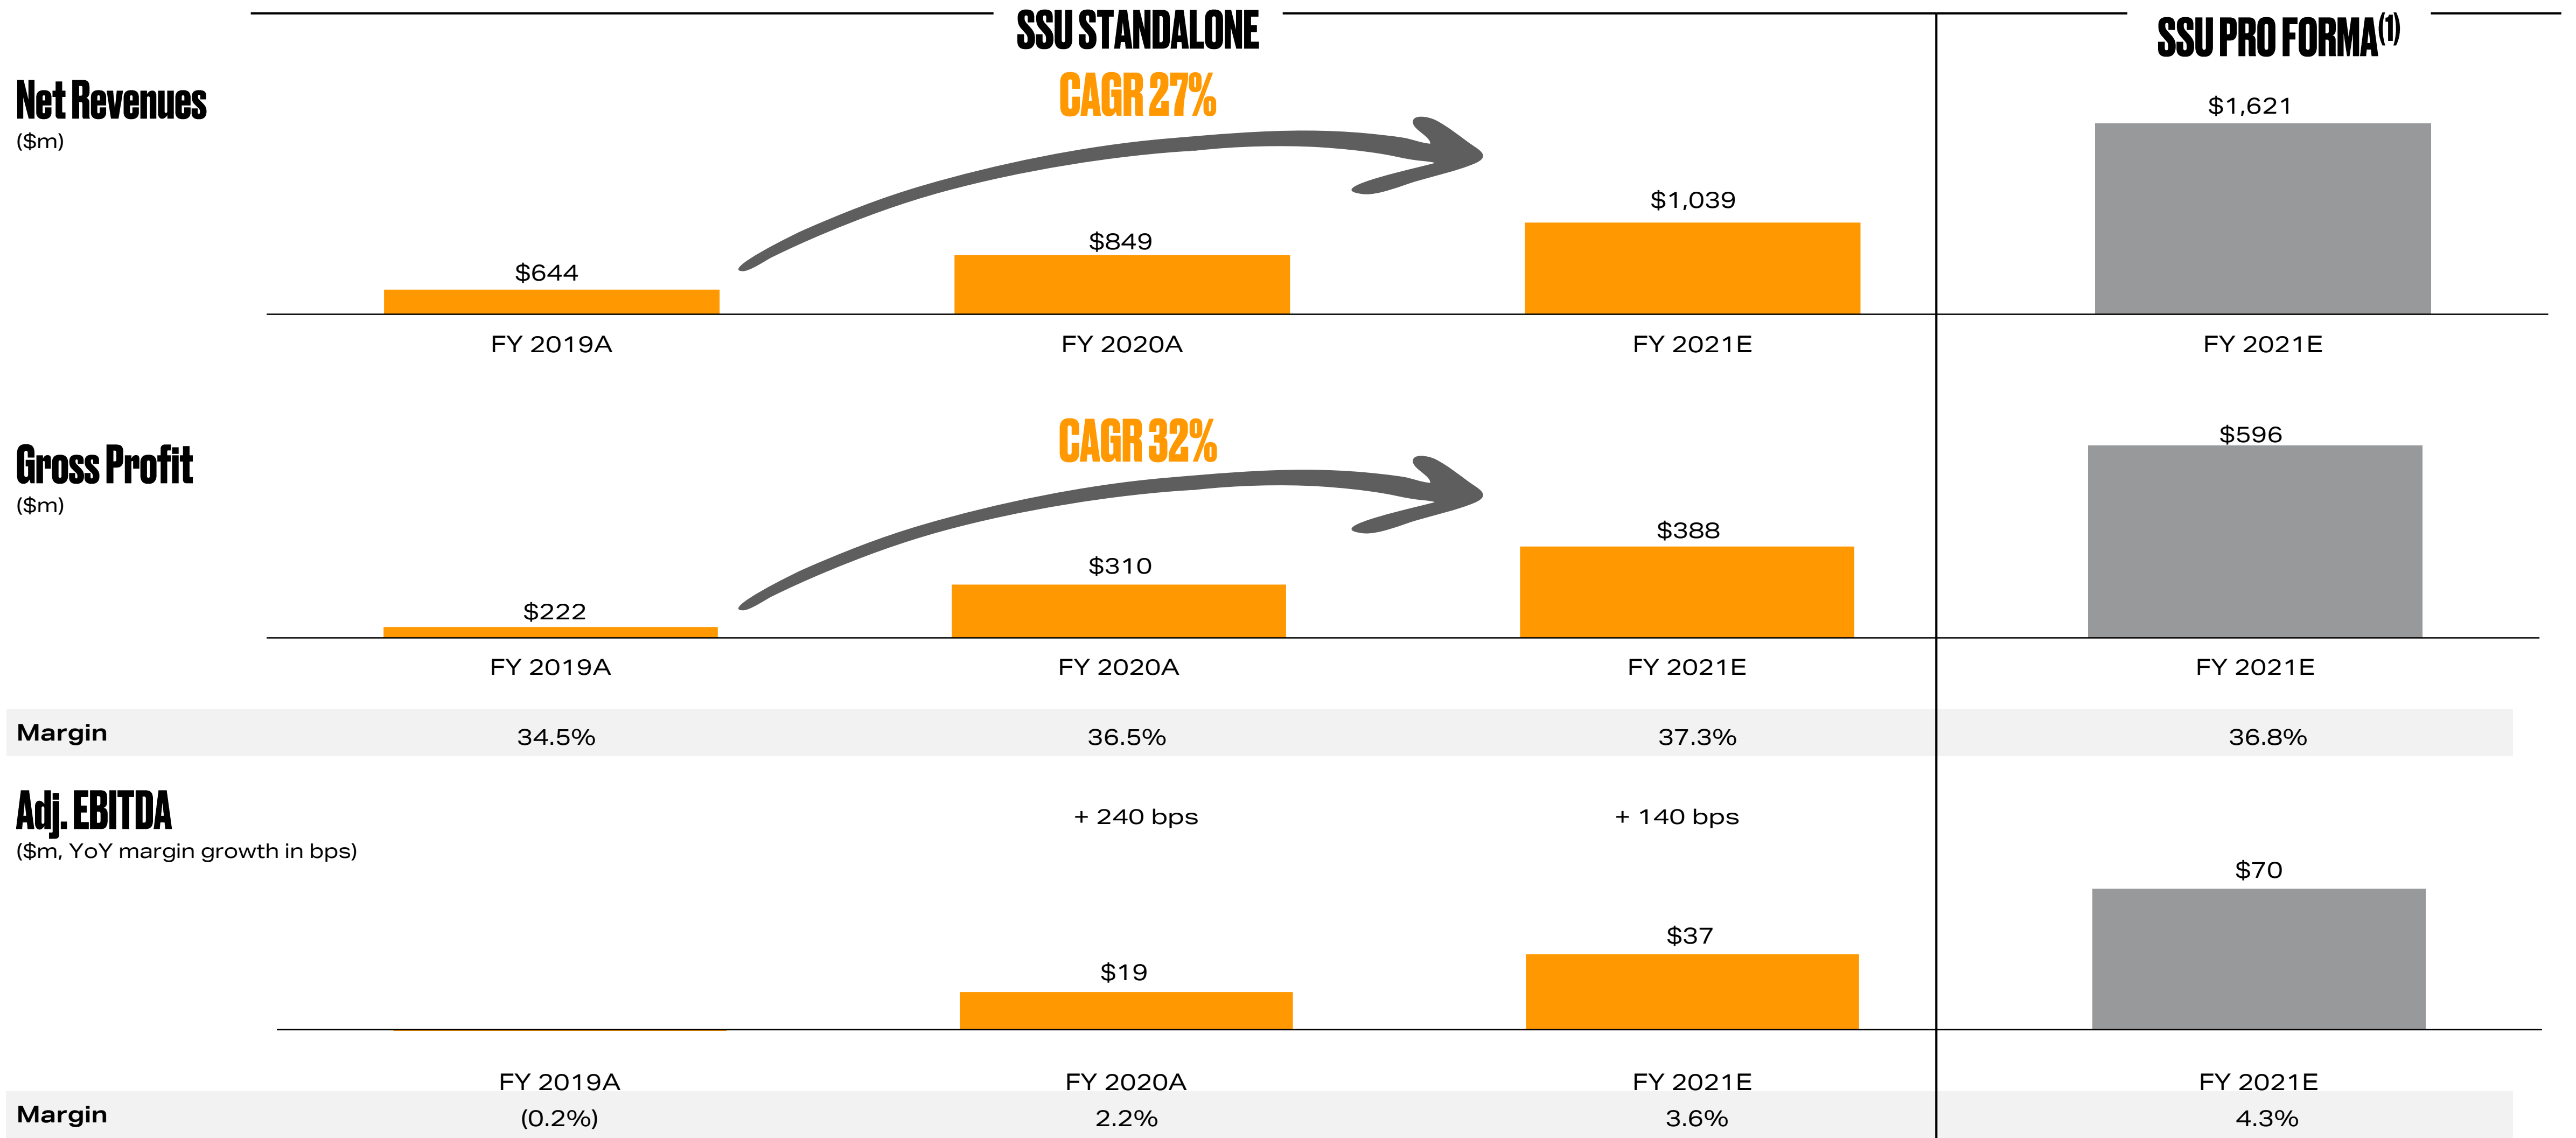 SSU STANDALONE
SSU PRO FORMA(1)
Net Revenues
($m)
CAGR 27%
$644
$849
$1,039
$1,621
FY 2019A
FY 2020A
FY 2021E
FY 2021E
Gross Profit
($m)
CAGR 32%
$222
$310
$388
$596
FY 2019A
FY 2020A
FY 2021E
FY 2021E
Margin
34.5%
36.5%
37.3%
36.8%
Adj. EBITDA
($m, YoY margin growth in bps)
+ 240 bps
+ 140 bps
$19
$37
$70
FY 2019A
FY 2020A
FY 2021E
FY 2021E
Margin
(0.2%)
2.2%
3.6%
4.3%